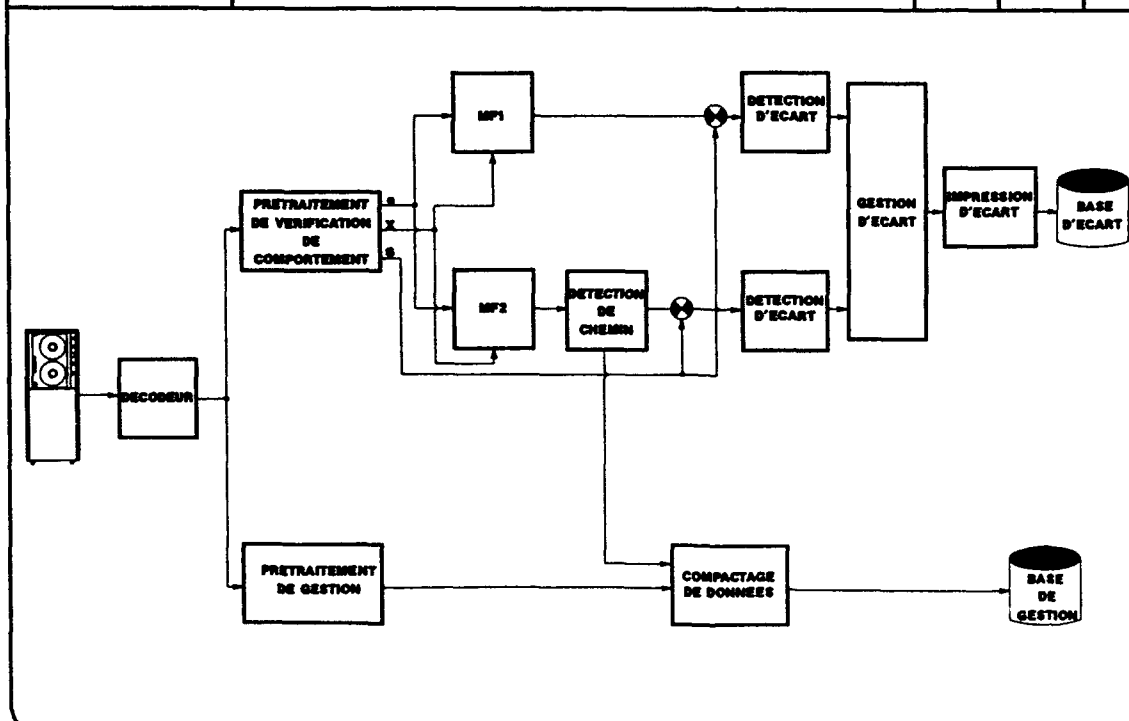 MF1
DETECTION
D'ECART
PRETRAITEMENT
DE VERIFICATION
DE
COMPORTEMENT
X
GESTION
D'ECART
IMPRESSION
D'ECART
BASE
D'ECART
MF2
DETECTION
DE
CHEMIN
DETECTION
D'ECART
DECODEUR
PRETRAITEMENT
DE GESTION
COMPACTAGE
DE DONNEES
BASE
DE
GESTION